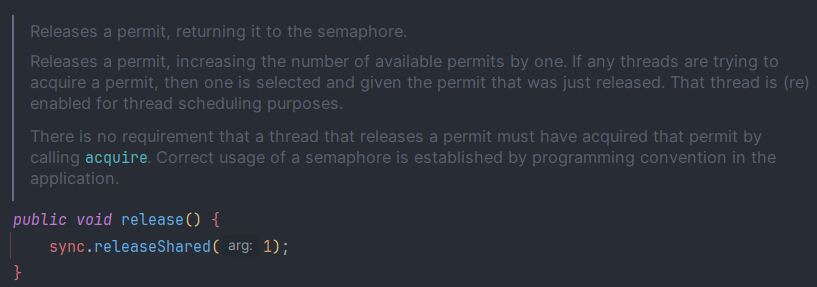 Releases a permit, returning it to the semaphore.
Releases a permit, increasing the number of available permits by one. If any threads are trying to
acquire a permit, then one is selected and given the permit that was just released. That thread is (re)
enabled for thread scheduling purposes.
There is no requirement that a thread that releases a permit must have acquired that permit by
calling acquire. Correct usage of a semaphore is established by programming convention in the
application.
public void release() {
    sync.releaseShared( arg: 1);
}